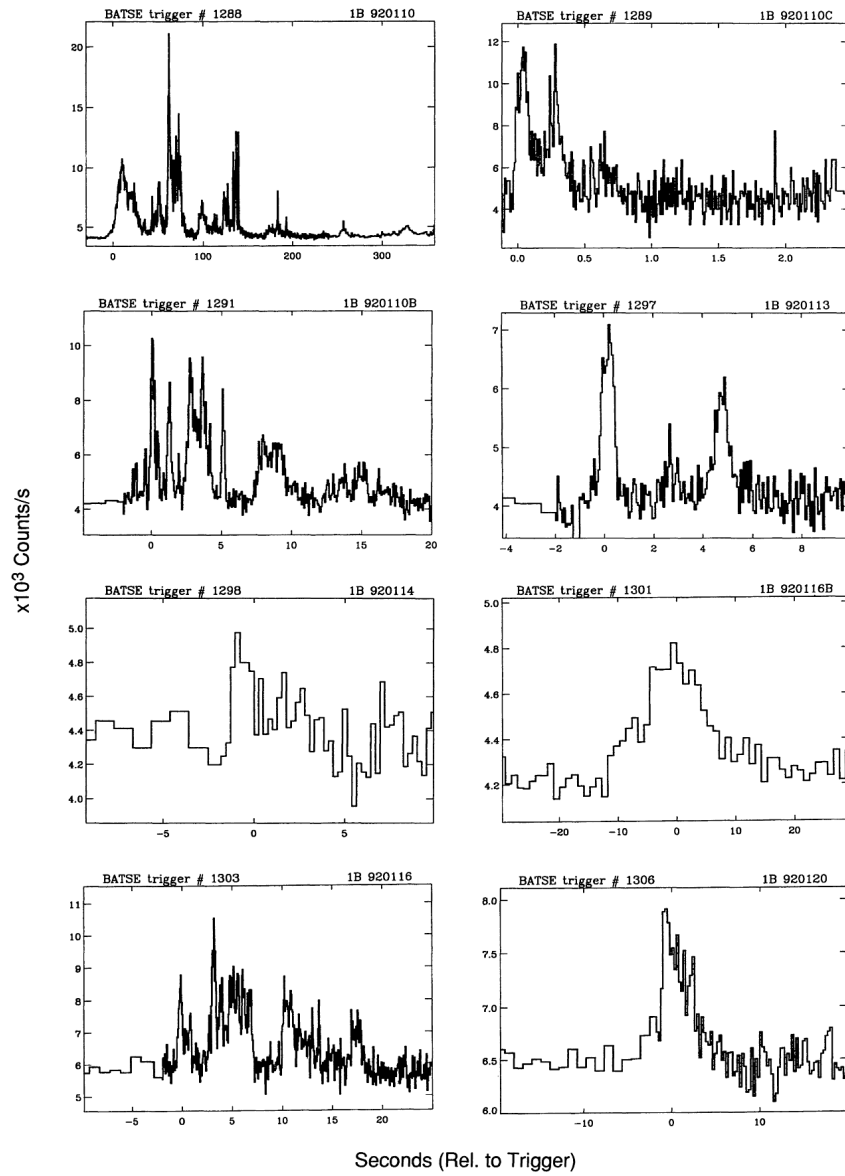 BATSE trigger # 1288 1B 920110
20
15
10
5
0 100 200 300
BATSE trigger # 1289 1B 920110C
12
10
8
6
4
0.0 0.5 1.0 1.5 2.0
BATSE trigger # 1291 1B 920110B
10
8
6
4
0 5 10 15 20
BATSE trigger # 1297 1B 920113
7
6
5
4
-4 -2 0 2 4 6 8
x10³ Counts/s
BATSE trigger # 1298 1B 920114
5.0
4.8
4.6
4.4
4.2
4.0
-5 0 5
BATSE trigger # 1301 1B 920116B
5.0
4.8
4.6
4.4
4.2
-20 -10 0 10 20
BATSE trigger # 1303 1B 920116
11
10
9
8
7
6
5
-5 0 5 10 15 20
BATSE trigger # 1306 1B 920120
8.0
7.5
7.0
6.5
6.0
-10 0 10
Seconds (Rel. to Trigger)